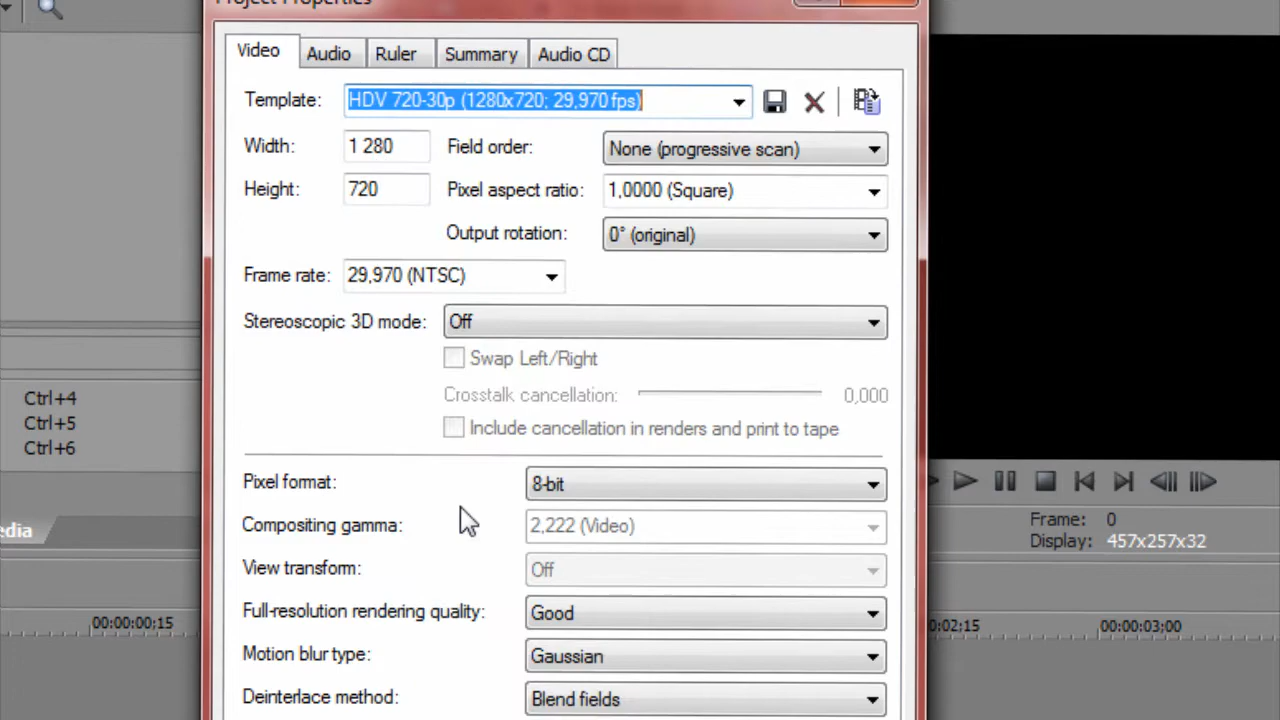 Project Properties
Video Audio Ruler Summary Audio CD
Template: HDV 720-30p (1280x720; 29,970 fps)
Width: 1 280 Field order: None (progressive scan)
Height: 720 Pixel aspect ratio: 1,0000 (Square)
Output rotation: 0° (original)
Frame rate: 29,970 (NTSC)
Stereoscopic 3D mode: Off
Swap Left/Right
Crosstalk cancellation: 0,000
Include cancellation in renders and print to tape
Pixel format: 8-bit
Compositing gamma: 2,222 (Video)
View transform: Off
Full-resolution rendering quality: Good
Motion blur type: Gaussian
Deinterlace method: Blend fields
Ctrl+4
Ctrl+5
Ctrl+6
edia
00:00:00;15
Frame: 0
Display: 457x257x32
0:02;15 00:00:03;00